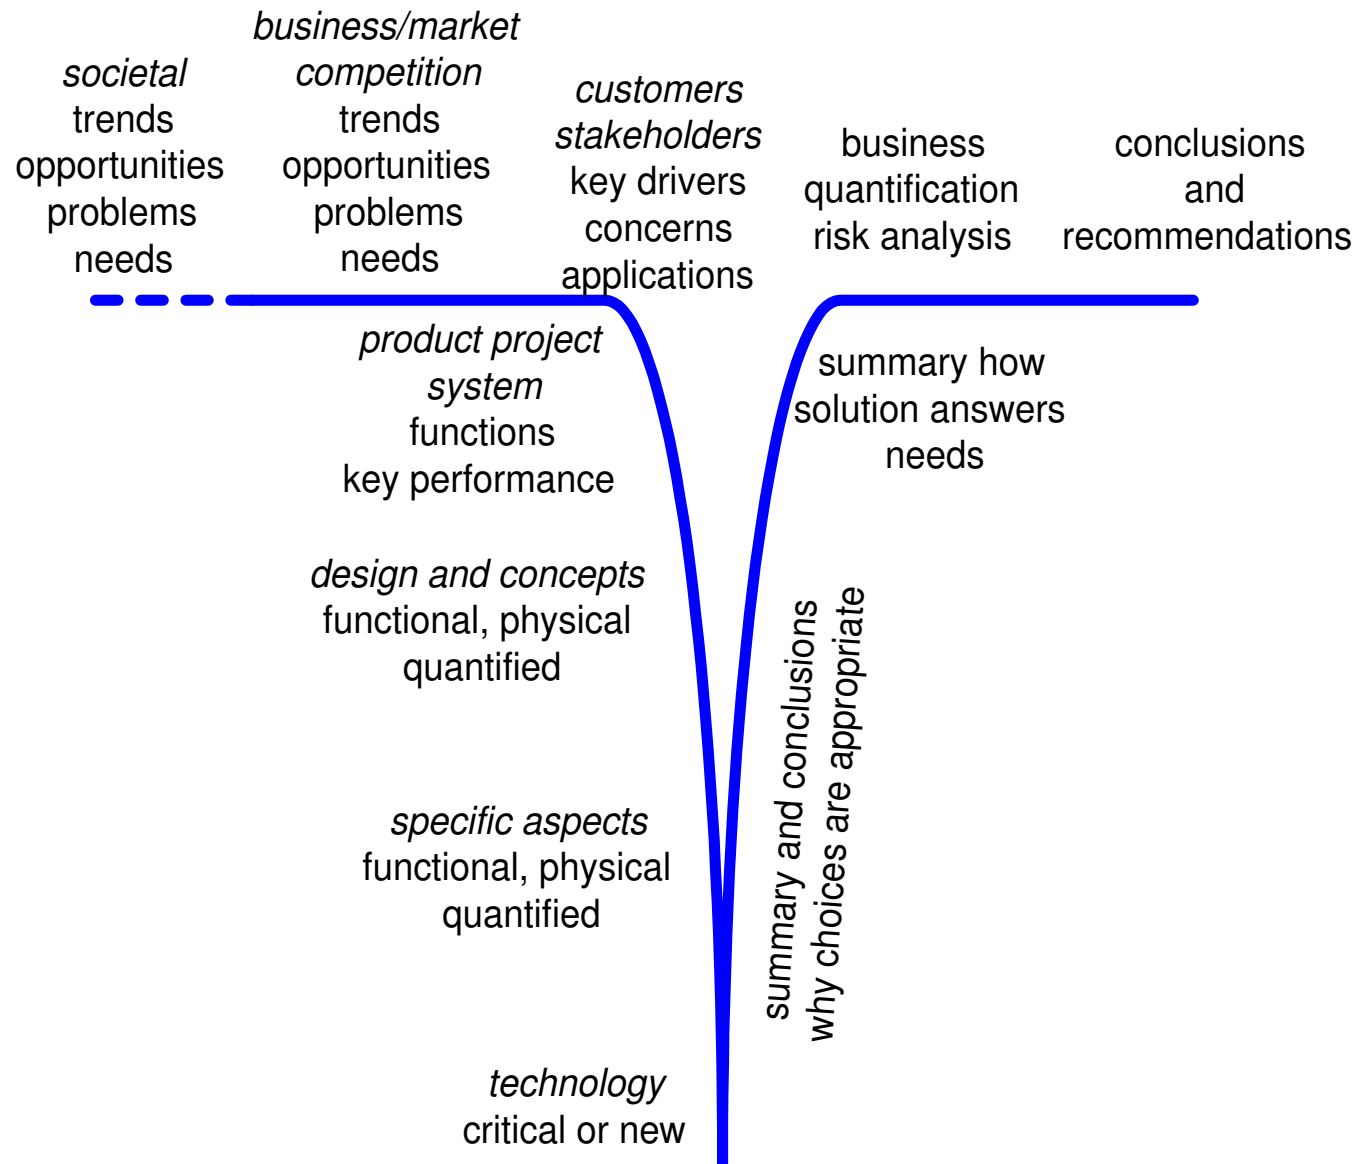 societal
trends
opportunities
problems
needs
business/market
competition
trends
opportunities
problems
needs
customers
stakeholders
key drivers
concerns
applications
business
quantification
risk analysis
conclusions
and
recommendations
product project
system
functions
key performance
summary how
solution answers
needs
design and concepts
functional, physical
quantified
summary and conclusions
why choices are appropriate
specific aspects
functional, physical
quantified
technology
critical or new